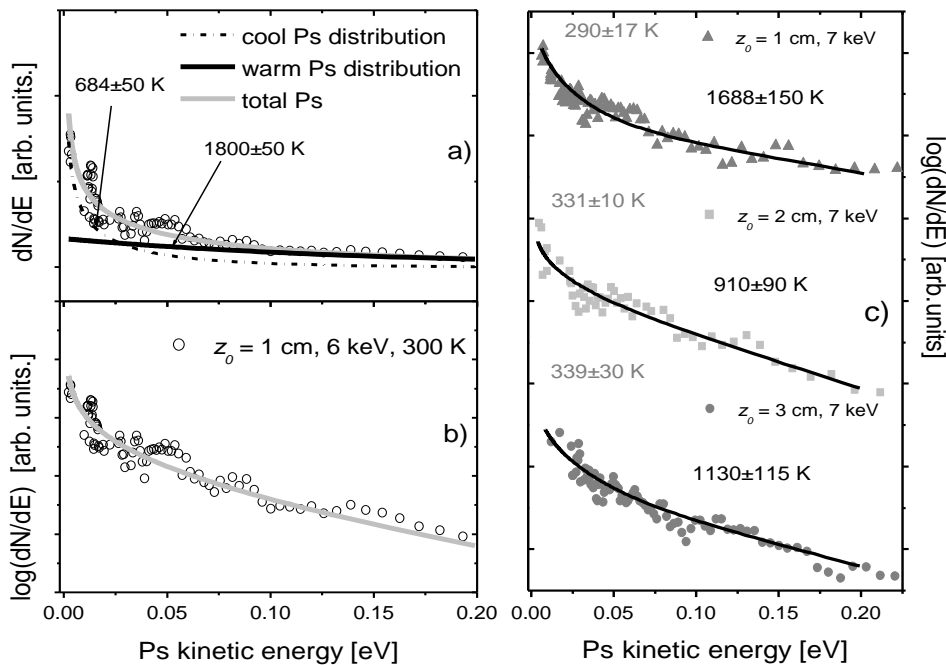 a)
cool Ps distribution
warm Ps distribution
total Ps
684±50 K
1800±50 K
dN/dE [arb. units.]
b)
z0 = 1 cm, 6 keV, 300 K
log(dN/dE) [arb. units.]
0.00 0.05 0.10 0.15 0.20
Ps kinetic energy [eV]
290±17 K
z0 = 1 cm, 7 keV
1688±150 K
331±10 K
z0 = 2 cm, 7 keV
910±90 K
c)
339±30 K
z0 = 3 cm, 7 keV
1130±115 K
log(dN/dE) [arb.units]
0.00 0.05 0.10 0.15 0.20
Ps kinetic energy [eV]